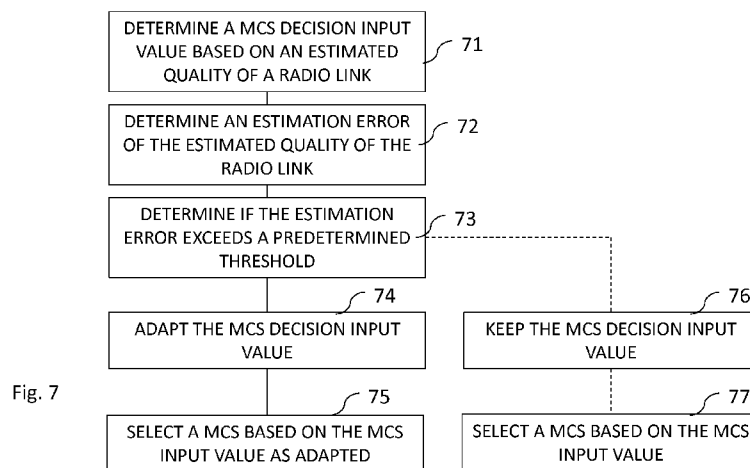 DETERMINE A MCS DECISION INPUT
VALUE BASED ON AN ESTIMATED
QUALITY OF A RADIO LINK
71
DETERMINE AN ESTIMATION ERROR
OF THE ESTIMATED QUALITY OF THE
RADIO LINK
72
DETERMINE IF THE ESTIMATION
ERROR EXCEEDS A PREDETERMINED
THRESHOLD
73
74
ADAPT THE MCS DECISION INPUT
VALUE
76
KEEP THE MCS DECISION INPUT
VALUE
Fig. 7
75
SELECT A MCS BASED ON THE MCS
INPUT VALUE AS ADAPTED
77
SELECT A MCS BASED ON THE MCS
INPUT VALUE